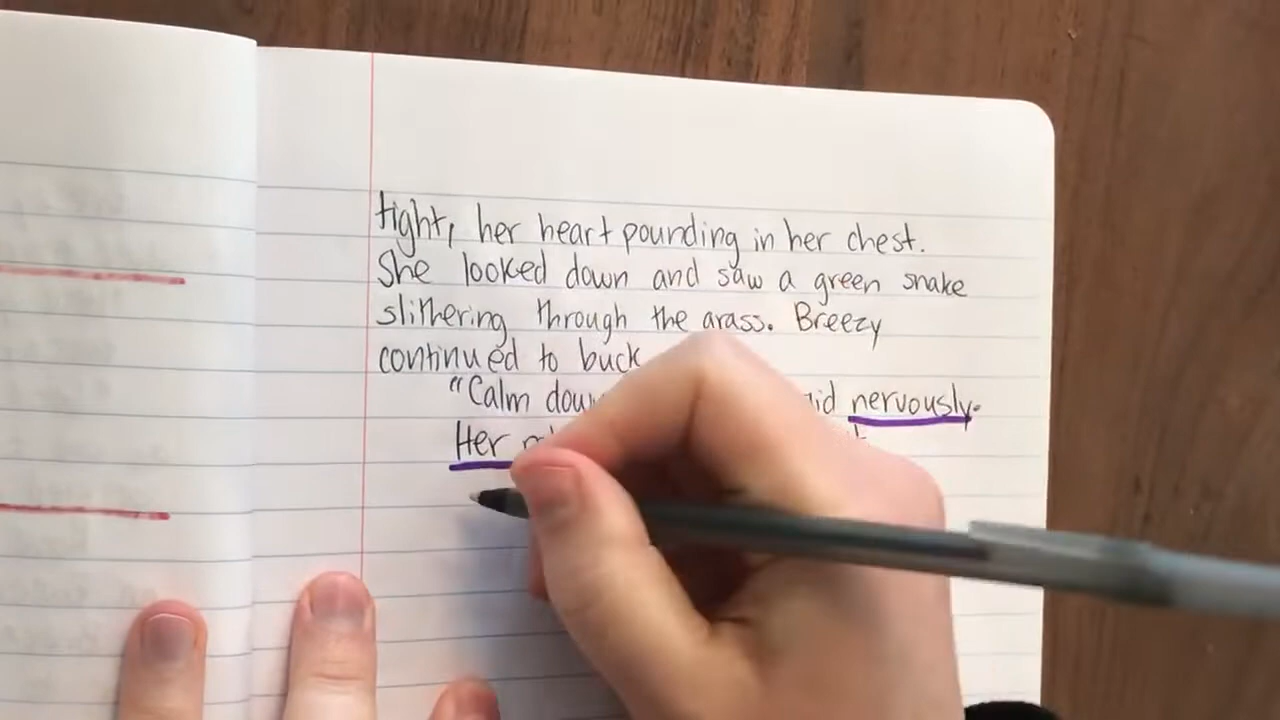 tight, her heart pounding in her chest.
She looked down and saw a green snake
slithering through the grass. Breezy
continued to buck
"Calm nervously.
Her